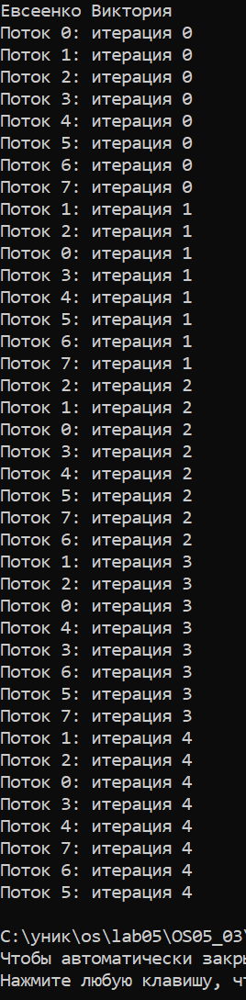 Евсеенко Виктория
Поток 0: итерация 0
Поток 1: итерация 0
Поток 2: итерация 0
Поток 3: итерация 0
Поток 4: итерация 0
Поток 5: итерация 0
Поток 6: итерация 0
Поток 7: итерация 0
Поток 1: итерация 1
Поток 2: итерация 1
Поток 0: итерация 1
Поток 3: итерация 1
Поток 4: итерация 1
Поток 5: итерация 1
Поток 6: итерация 1
Поток 7: итерация 1
Поток 2: итерация 2
Поток 1: итерация 2
Поток 0: итерация 2
Поток 3: итерация 2
Поток 4: итерация 2
Поток 5: итерация 2
Поток 7: итерация 2
Поток 6: итерация 2
Поток 1: итерация 3
Поток 2: итерация 3
Поток 0: итерация 3
Поток 4: итерация 3
Поток 3: итерация 3
Поток 6: итерация 3
Поток 5: итерация 3
Поток 7: итерация 3
Поток 1: итерация 4
Поток 2: итерация 4
Поток 0: итерация 4
Поток 3: итерация 4
Поток 4: итерация 4
Поток 7: итерация 4
Поток 6: итерация 4
Поток 5: итерация 4
C:\уник\os\lab05\OS05_03\
Чтобы автоматически закры
Нажмите любую клавишу, чт